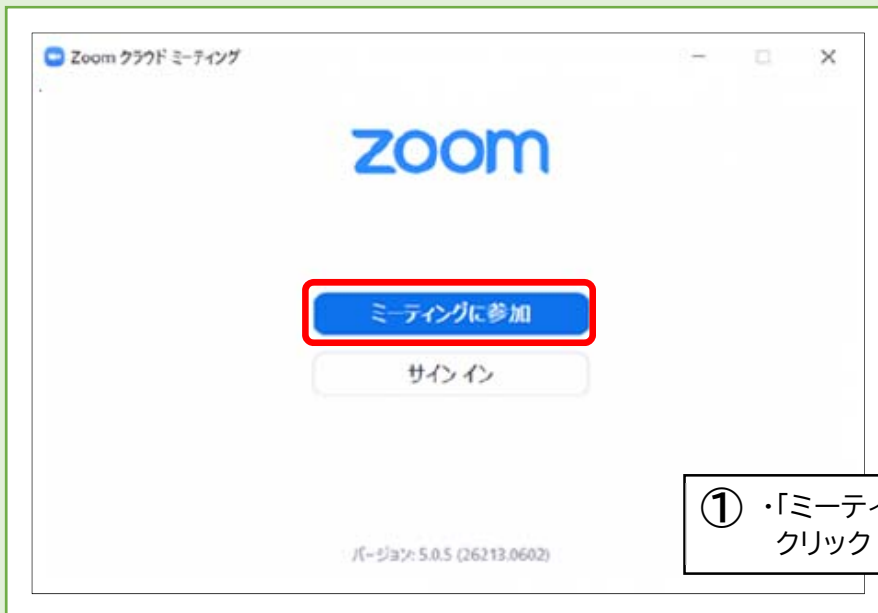 Zoom クラウド ミーティング
zoom
ミーティングに参加
サイン イン
バージョン: 5.0.5 (26213.0602)
① ・「ミーティ
クリック